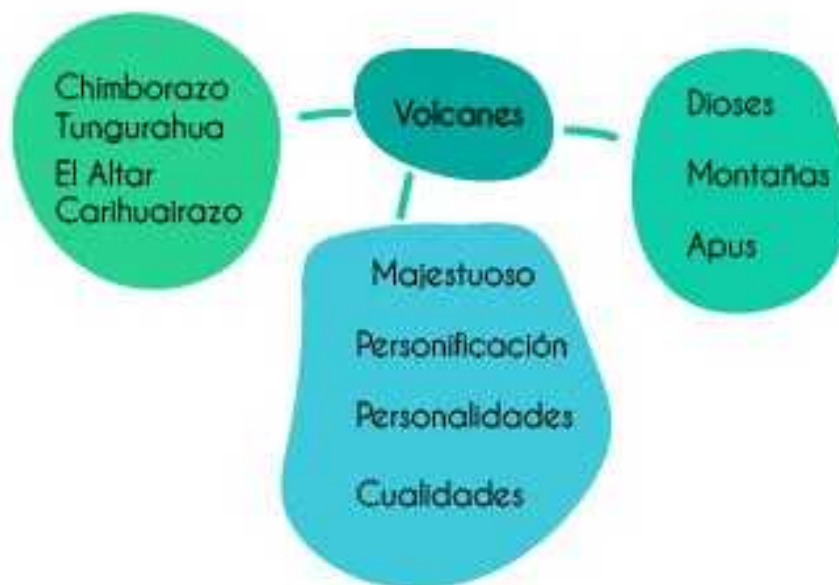 Volcanes
Chimborazo
Tungurahua
El Altar
Carihuairazo
Majestuoso
Personificación
Personalidades
Cualidades
Dioses
Montañas
Apus